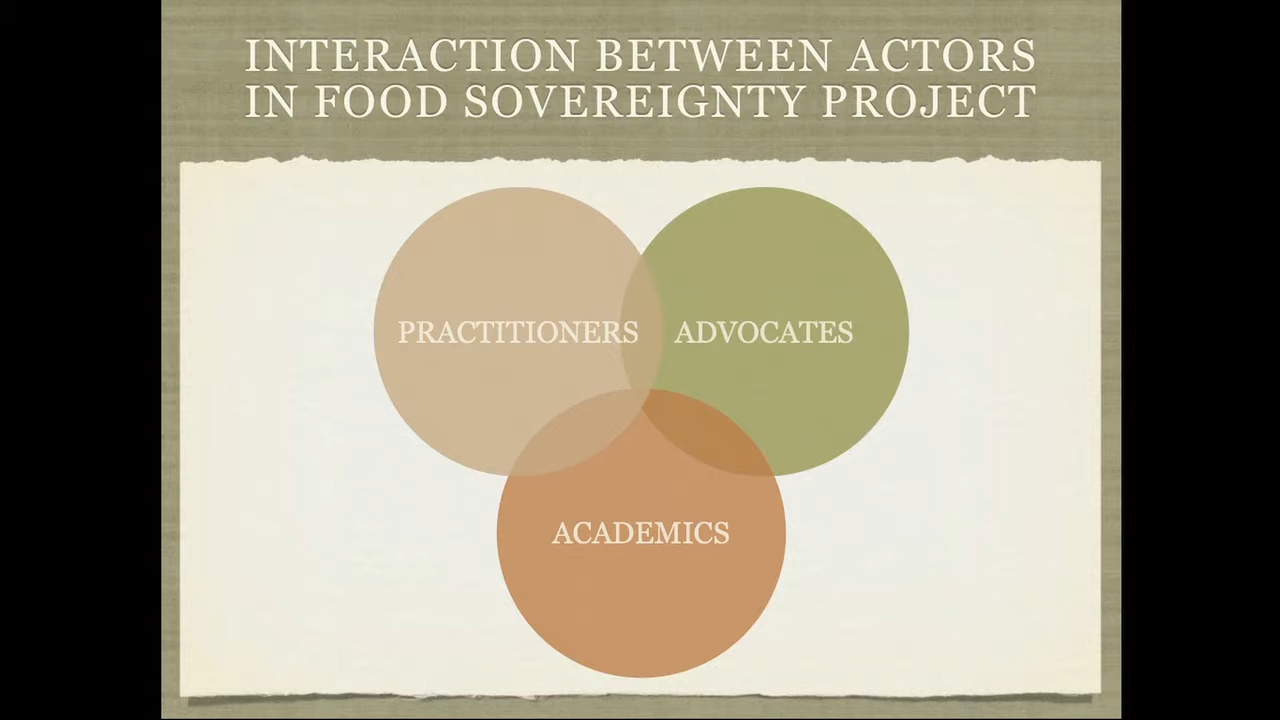 INTERACTION BETWEEN ACTORS
IN FOOD SOVEREIGNTY PROJECT
PRACTITIONERS
ADVOCATES
ACADEMICS